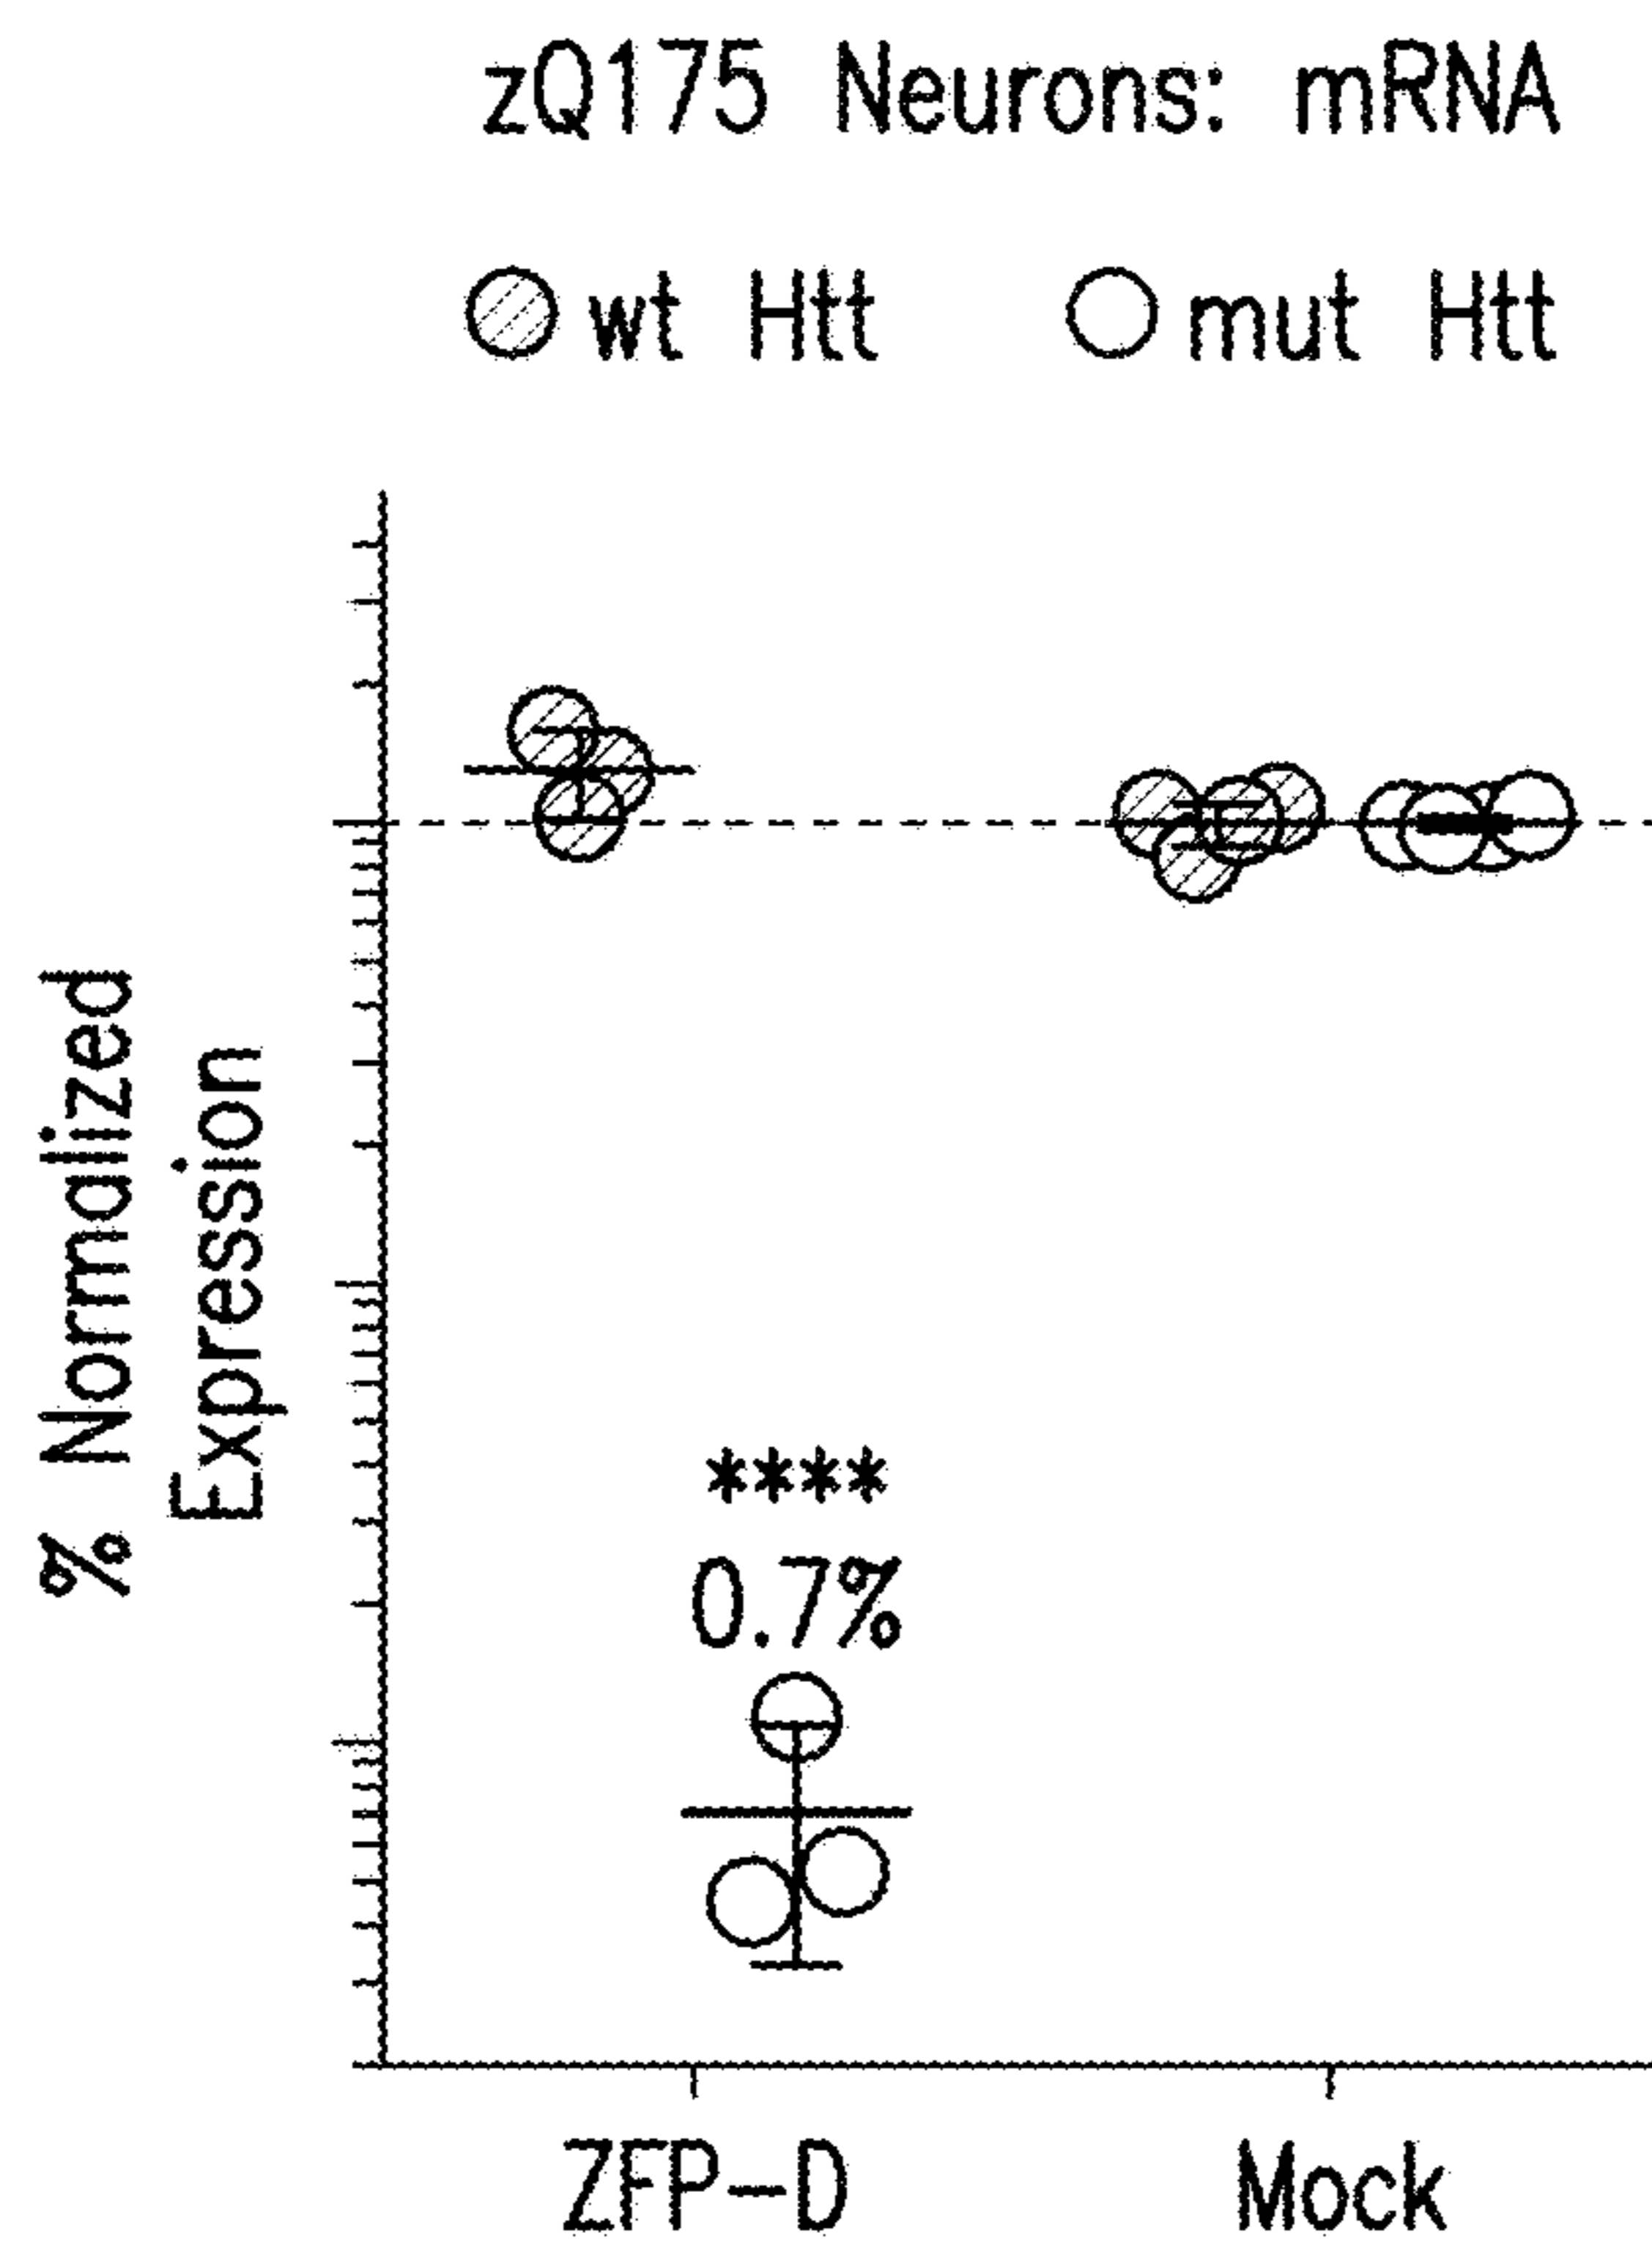 zQ175 Neurons: mRNA
wt Htt
mut Htt
% Normalized
Expression
****
0.7%
ZFP-D
Mock